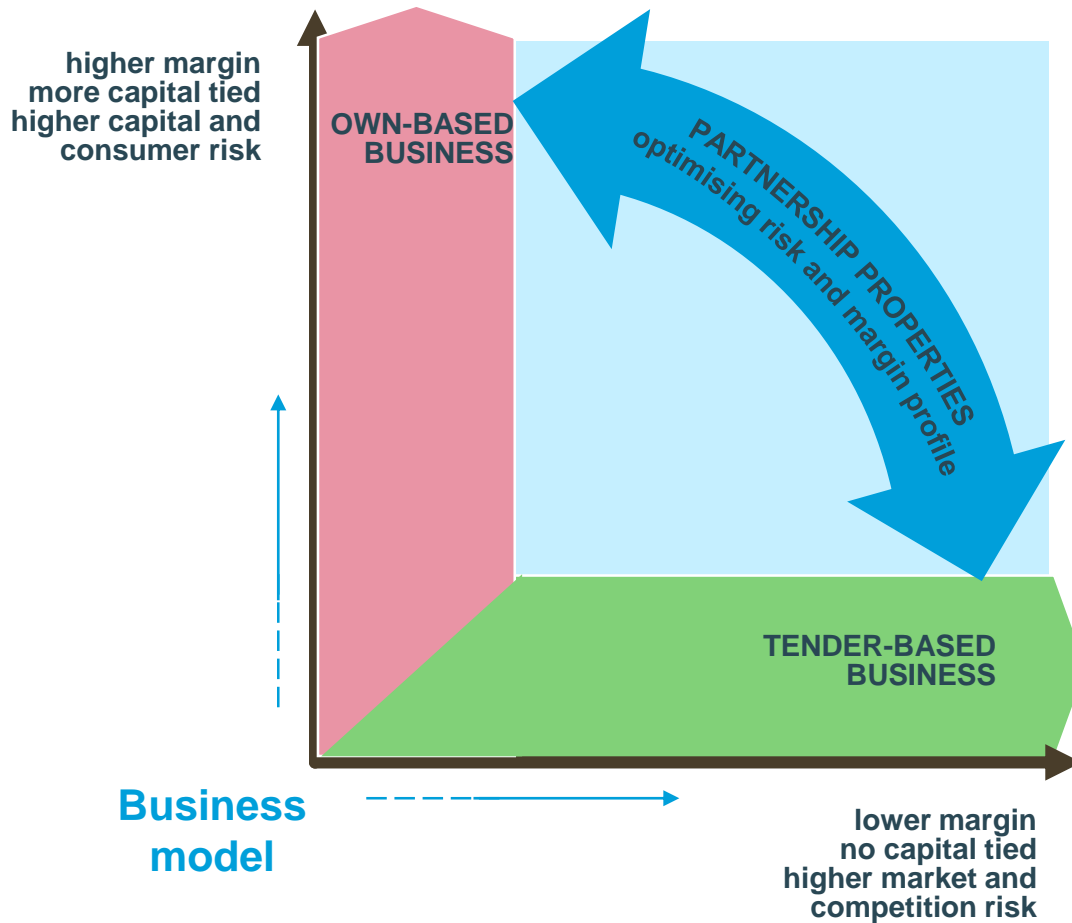 higher margin
more capital tied
higher capital and
consumer risk
OWN-BASED
BUSINESS
PARTNERSHIP PROPERTIES
optimising risk and margin profile
TENDER-BASED
BUSINESS
Business
model
lower margin
no capital tied
higher market and
competition risk